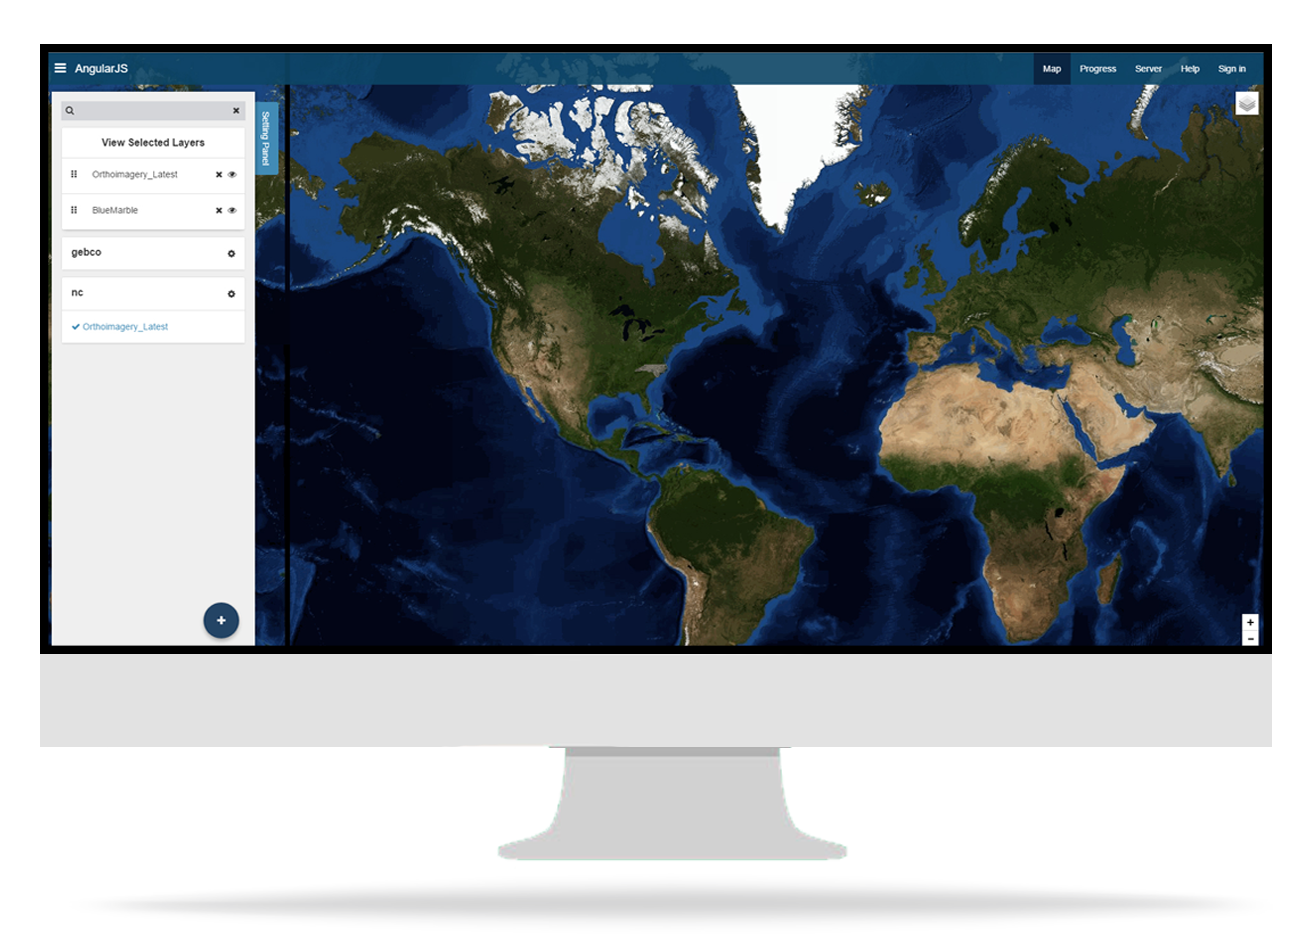 AngularJS
Map Progress Server Help Sign in
Setting Panel
View Selected Layers
Orthoimagery_Latest
BlueMarble
gebco
nc
Orthoimagery_Latest
+
+
−